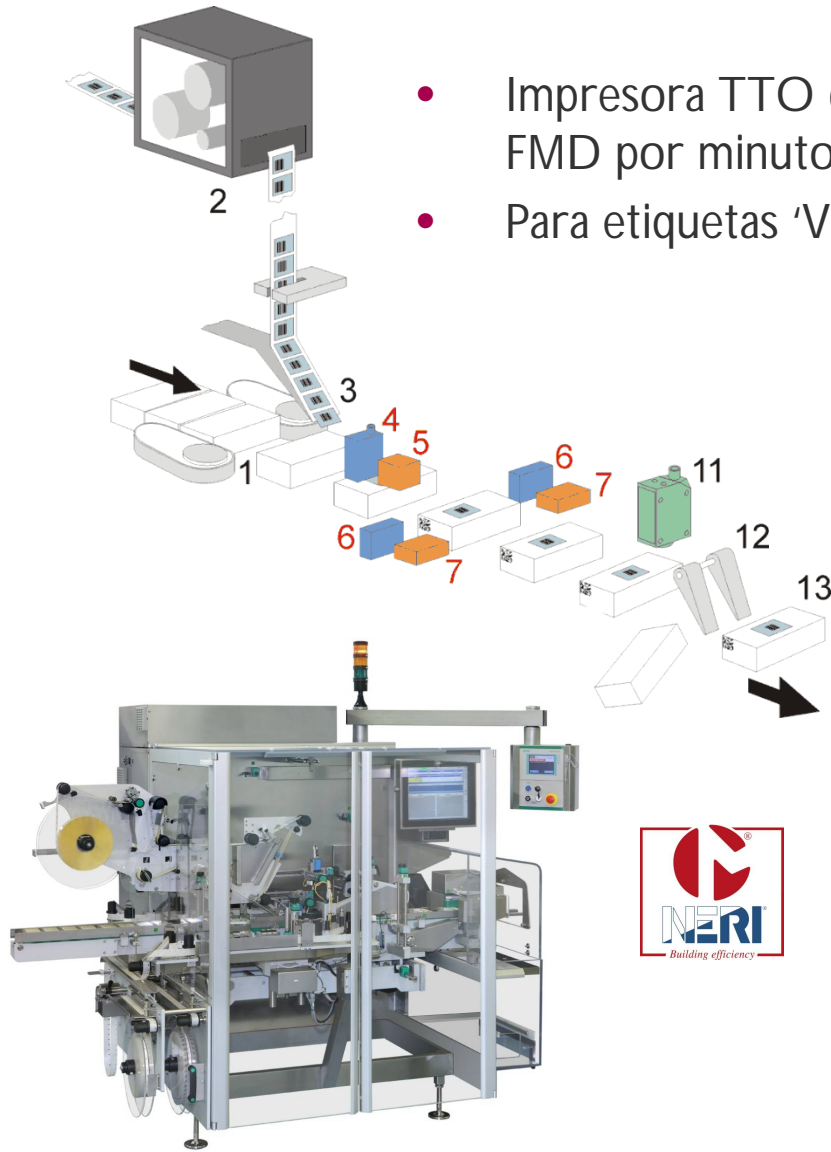 Impresora TTO
FMD por minuto
Para etiquetas ‘V
2
3
4
5
1
6
7
6
7
11
12
13
®
NERI
Building efficiency